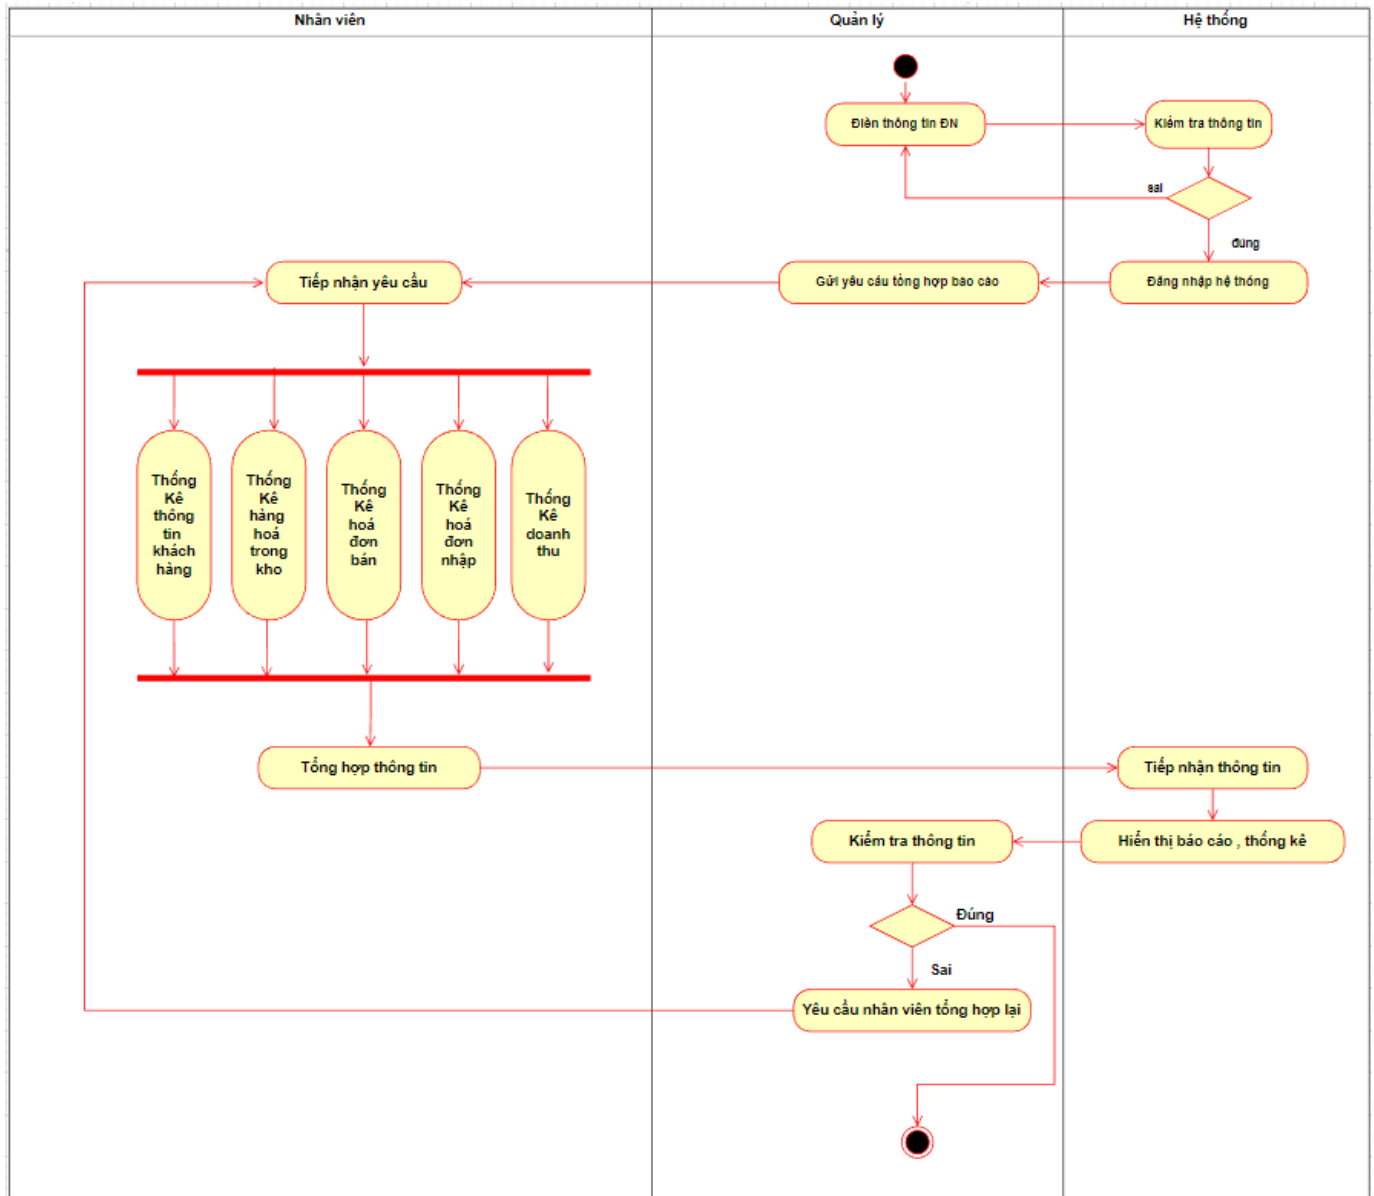 Nhân viên
Quản lý
Hệ thống
Điền thông tin ĐN
Kiểm tra thông tin
sai
đung
Tiếp nhận yêu cầu
Gửi yêu cầu tổng hợp báo cáo
Đăng nhập hệ thống
Thống
Kê
thông
tin
khách
hàng
Thống
Kê
hàng
hoá
trong
kho
Thống
Kê
hoá
đơn
bán
Thống
Kê
hoá
đơn
nhập
Thống
Kê
doanh
thu
Tổng hợp thông tin
Tiếp nhận thông tin
Kiểm tra thông tin
Hiển thị báo cáo , thống kê
Đúng
Sai
Yêu cầu nhân viên tổng hợp lại